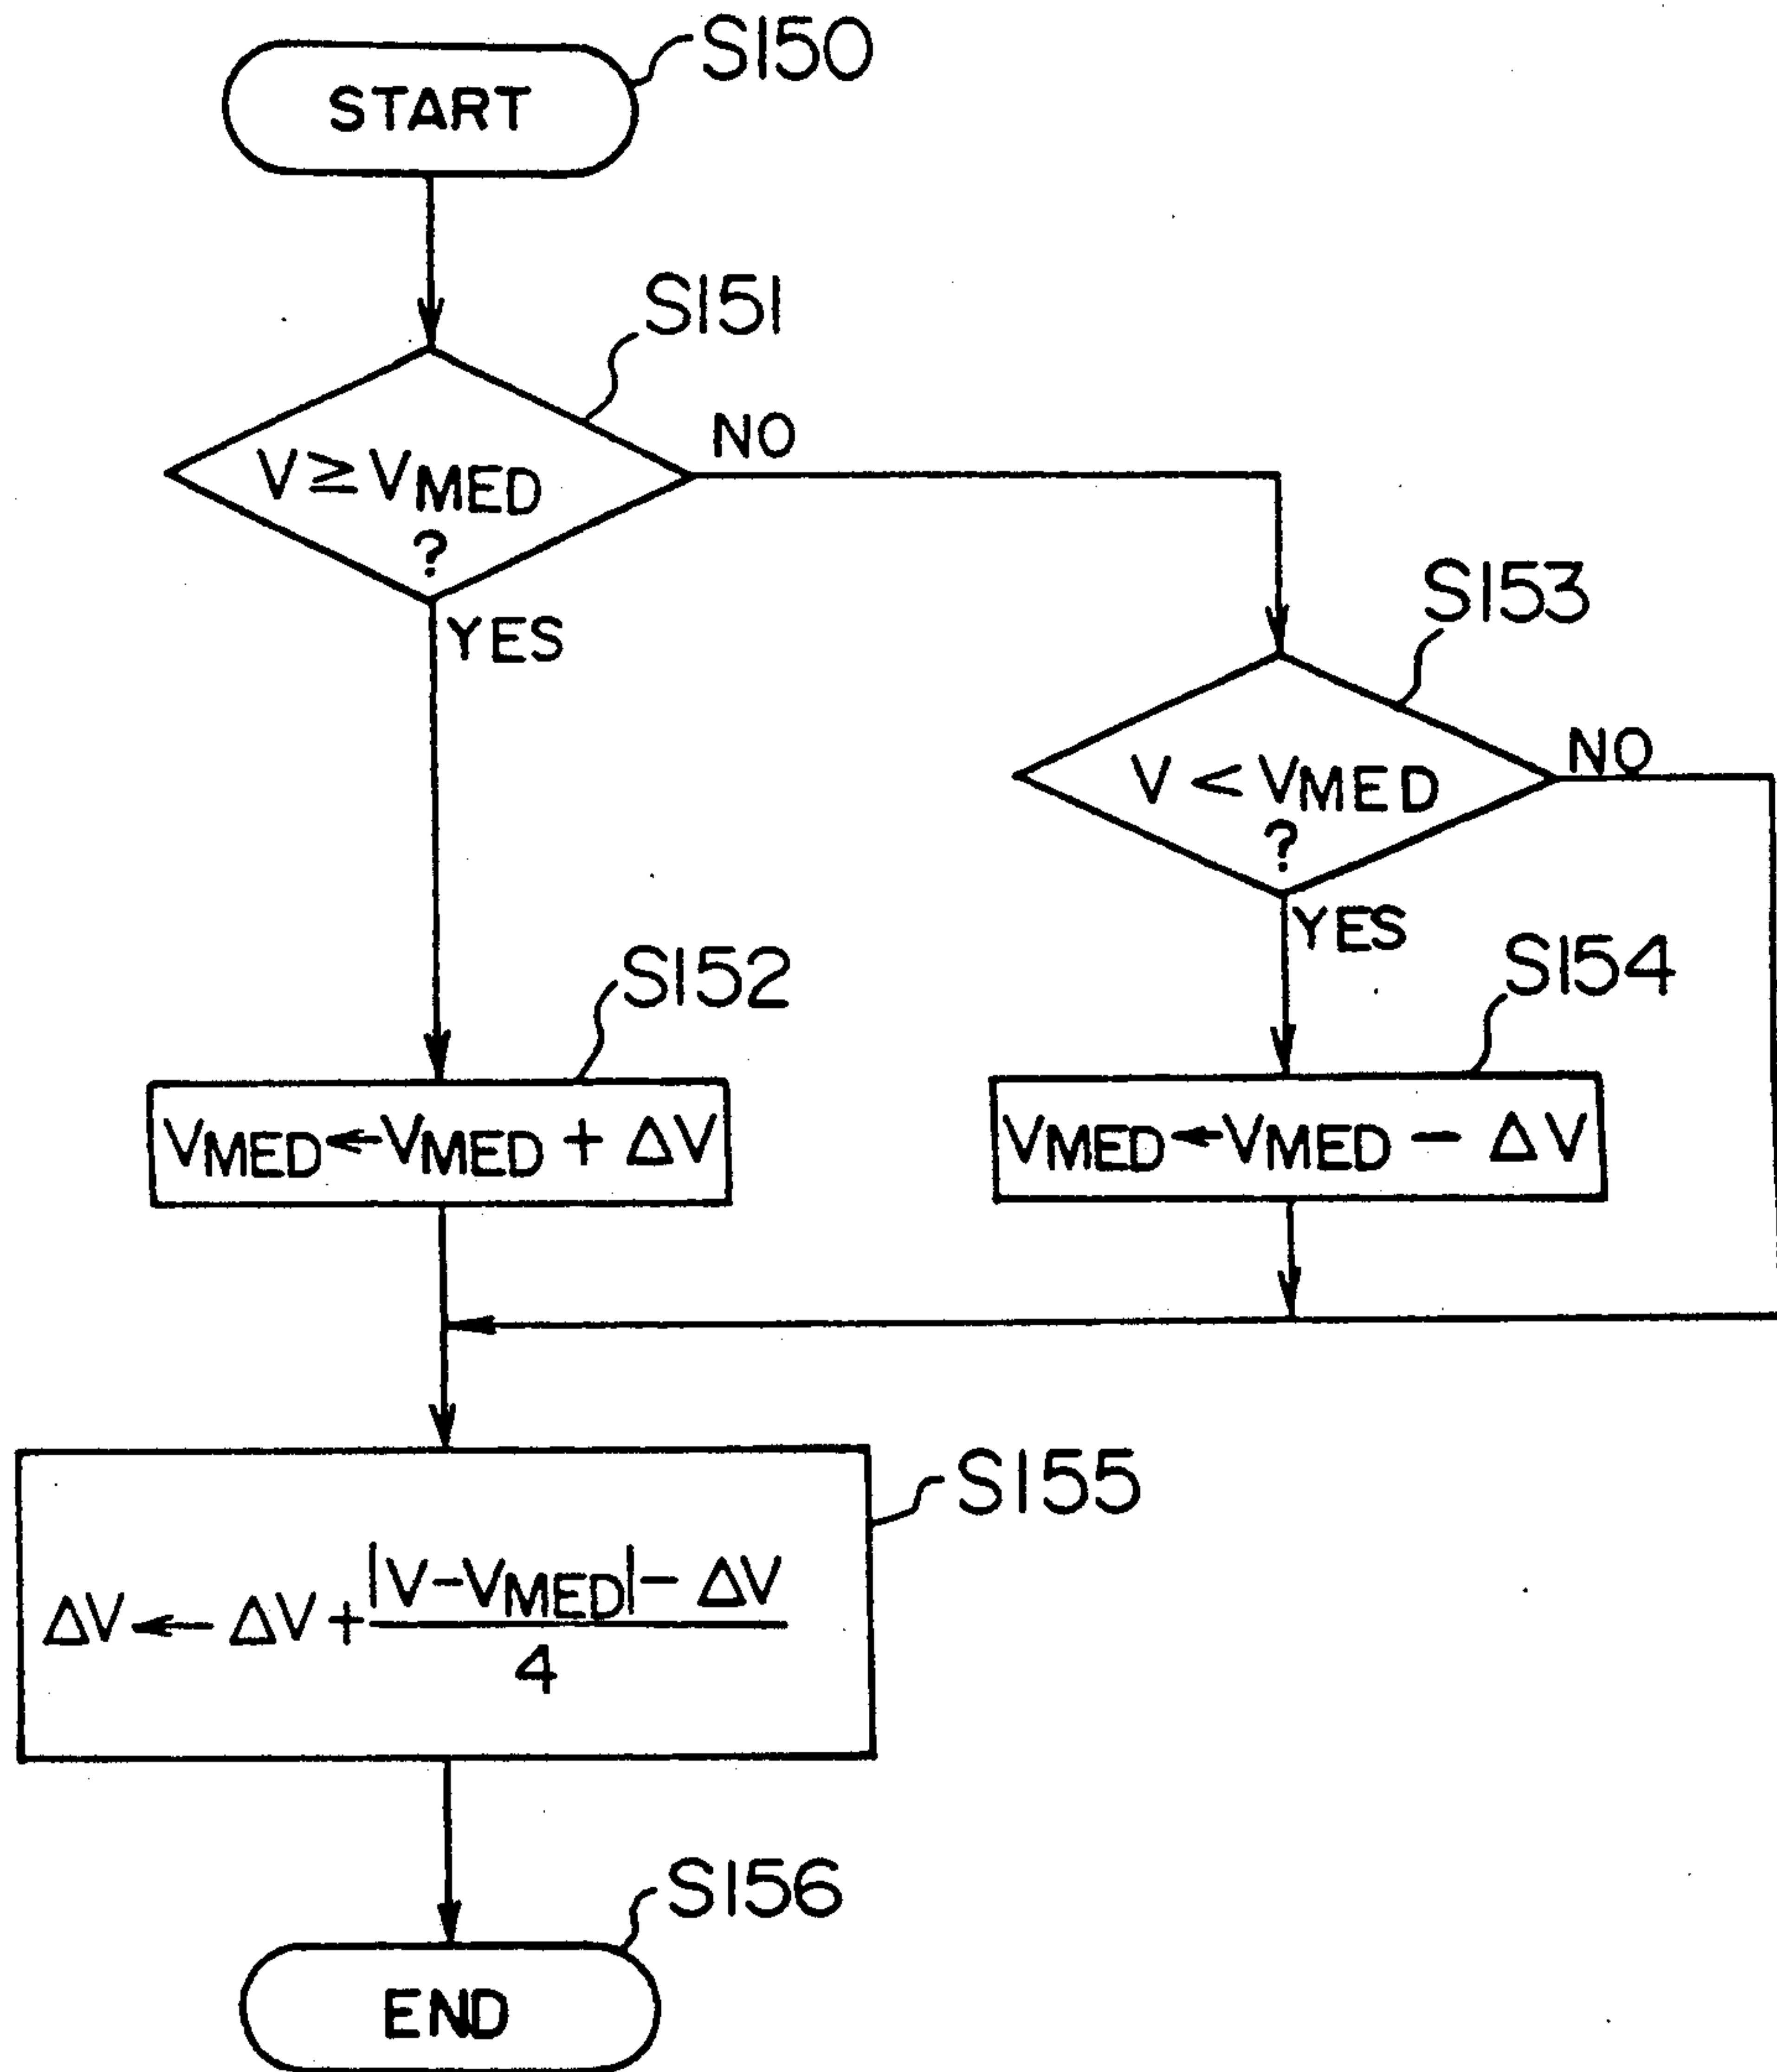 S150
START
S151
V≥VMED
?
NO
YES
S153
V<VMED
?
NO
YES
S152
VMED←VMED+ΔV
S154
VMED←VMED−ΔV
S155
ΔV←ΔV+|V−VMED|−ΔV
4
S156
END